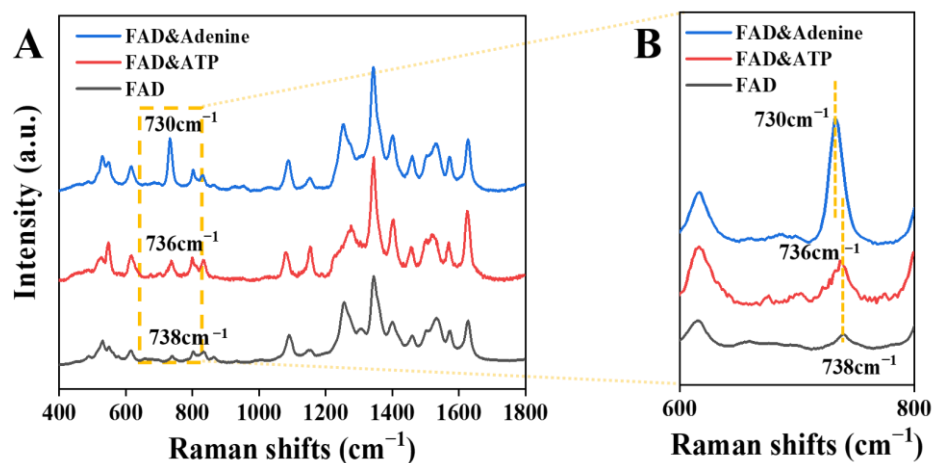 A
FAD&Adenine
FAD&ATP
FAD
730cm⁻¹
736cm⁻¹
738cm⁻¹
Intensity (a.u.)
400 600 800 1000 1200 1400 1600 1800
Raman shifts (cm⁻¹)
B
FAD&Adenine
FAD&ATP
FAD
730cm⁻¹
736cm⁻¹
738cm⁻¹
600 800
Raman shifts (cm⁻¹)